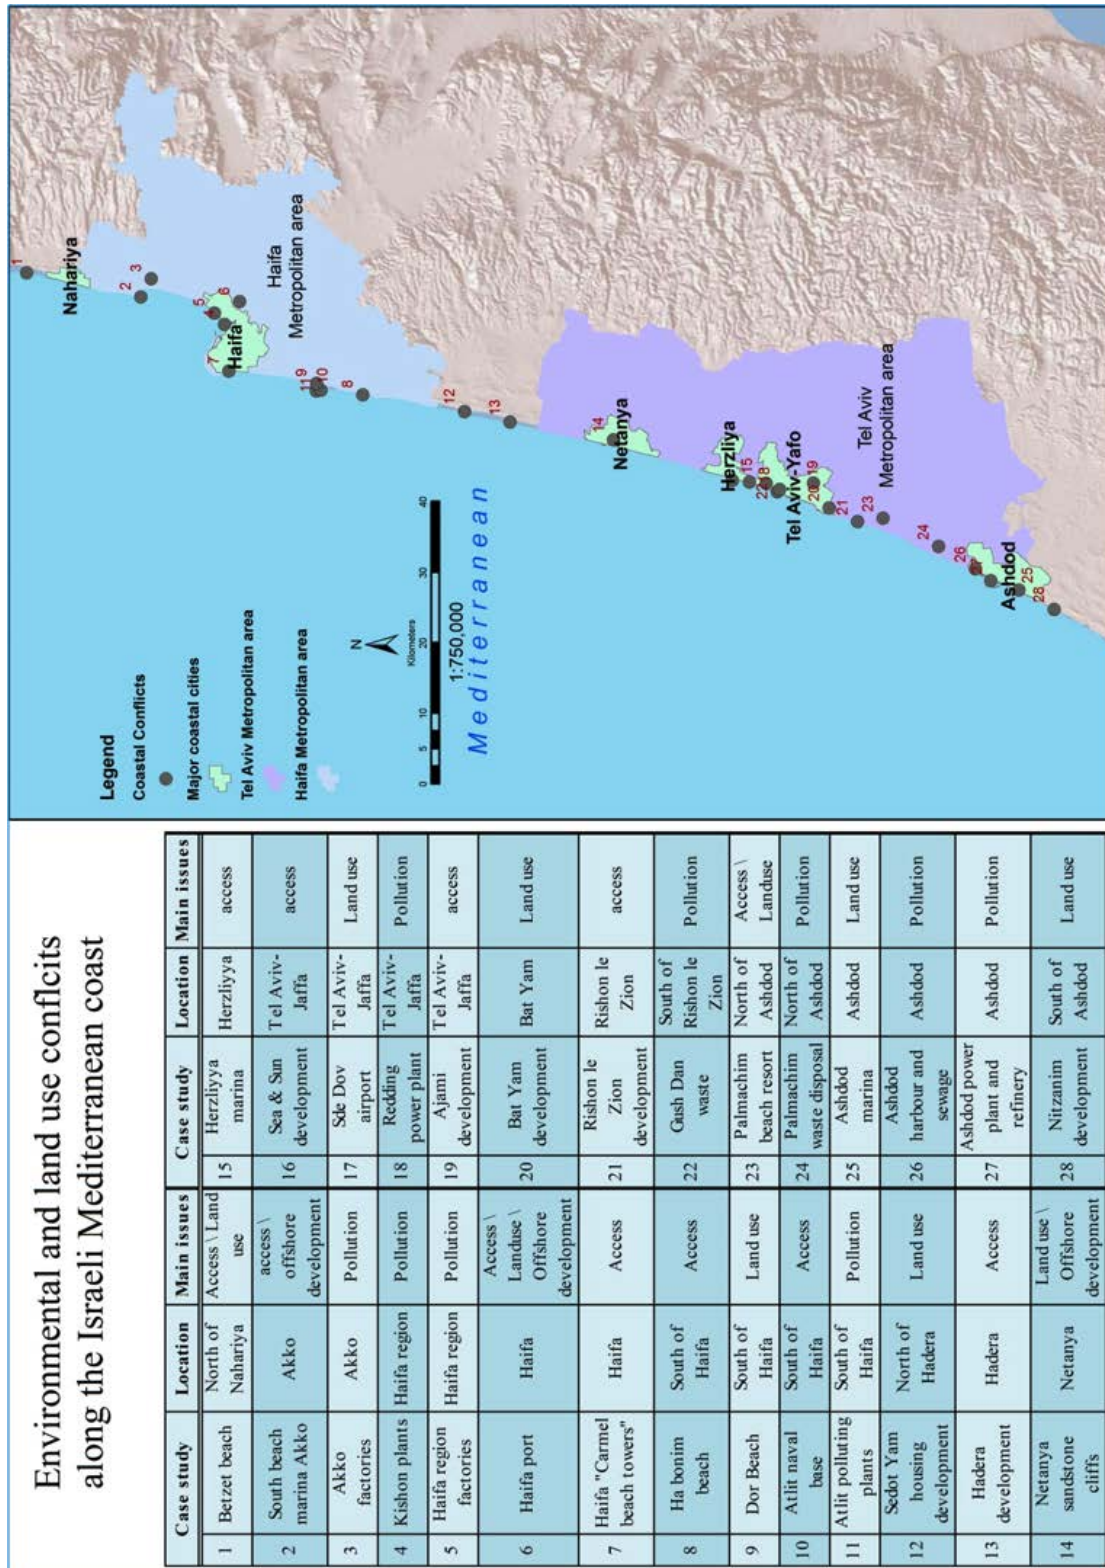 Environmental and land use conflicts
along the Israeli Mediterranean coast
Case study Location Main issues Case study Location Main issues
1 Betzet beach North of Nahariya Access \ Land use 15 Herzliyya marina Herzliyya access
2 South beach marina Akko Akko access \ offshore development 16 Sea & Sun development Tel Aviv-Jaffa access
3 Akko factories Akko Pollution 17 Sde Dov airport Tel Aviv-Jaffa Land use
4 Kishon plants Haifa region Pollution 18 Redding power plant Tel Aviv-Jaffa Pollution
5 Haifa region factories Haifa region Pollution 19 Ajami development Tel Aviv-Jaffa access
6 Haifa port Haifa Access \ Landuse \ Offshore development 20 Bat Yam development Bat Yam Land use
7 Haifa "Carmel beach towers" Haifa Access 21 Rishon le Zion development Rishon le Zion access
8 Ha bonim beach South of Haifa Access 22 Gush Dan waste South of Rishon le Zion Pollution
9 Dor Beach South of Haifa Land use 23 Palmachim beach resort North of Ashdod Access \ Landuse
10 Atlit naval base South of Haifa Access 24 Palmachim waste disposal North of Ashdod Pollution
11 Atlit polluting plants South of Haifa Pollution 25 Ashdod marina Ashdod Land use
12 Sedot Yam housing development North of Hadera Land use 26 Ashdod harbour and sewage Ashdod Pollution
13 Hadera development Hadera Access 27 Ashdod power plant and refinery Ashdod Pollution
14 Netanya sandstone cliffs Netanya Land use \ Offshore development 28 Nitzanim development South of Ashdod Land use
Legend
Coastal Conflicts
Major coastal cities
Tel Aviv Metropolitan area
Haifa Metropolitan area
N
Kilometers
0 5 10 20 30 40
1:750,000
Mediterranean
1
Nahariya
2
3
4
5
6
7
Haifa
Haifa
Metropolitan area
11 9
10
8
12
13
14
Netanya
Herzliya
15
22 18
Tel Aviv-Yafo
20 19
21
Tel Aviv
Metropolitan area
23
24
26
27
Ashdod
25
28